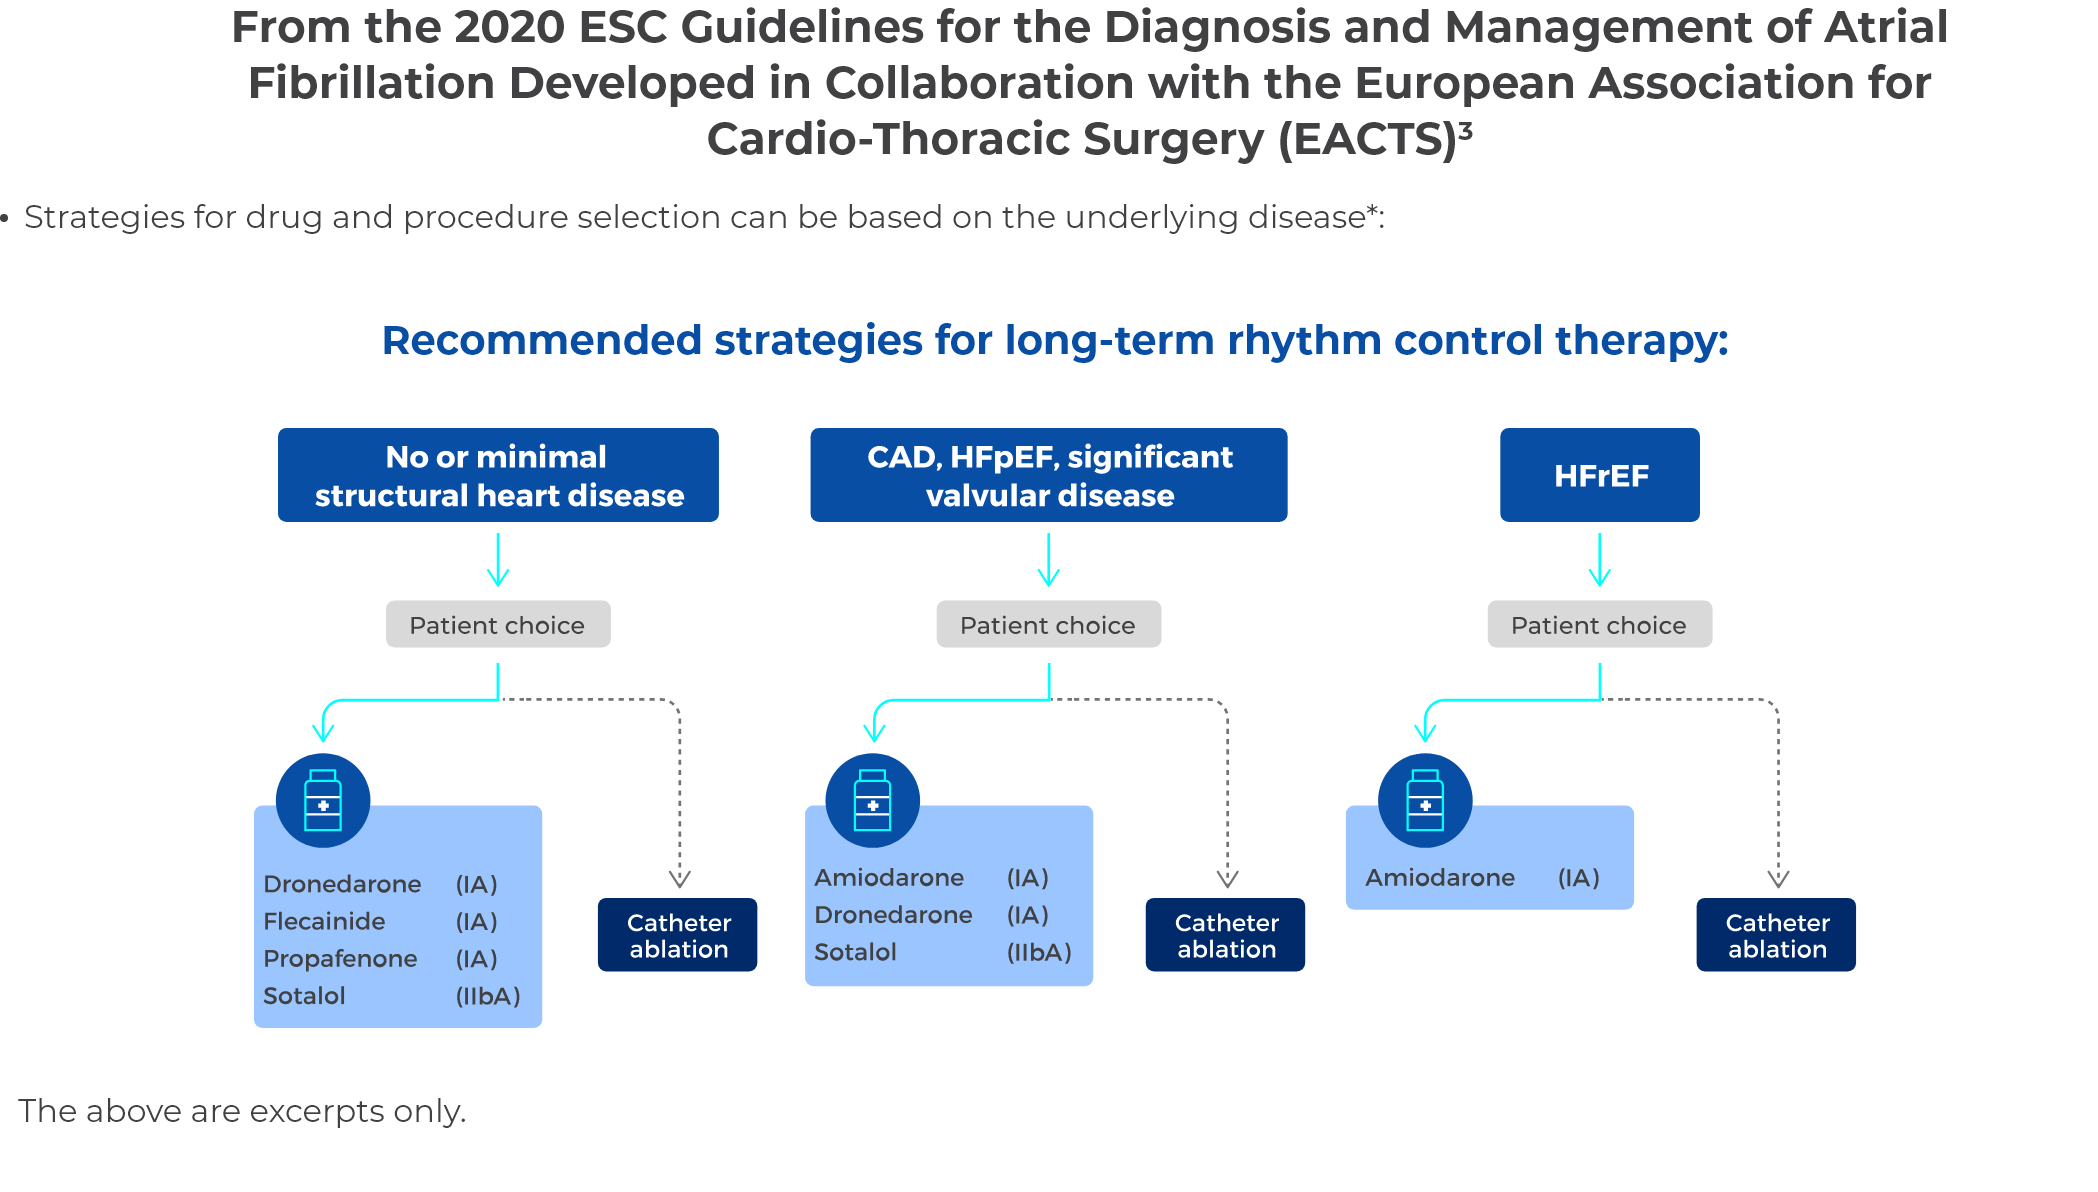 From the 2020 ESC Guidelines for the Diagnosis and Management of Atrial
Fibrillation Developed in Collaboration with the European Association for
Cardio-Thoracic Surgery (EACTS)³
• Strategies for drug and procedure selection can be based on the underlying disease*:
Recommended strategies for long-term rhythm control therapy:
No or minimal
structural heart disease
Patient choice
Dronedarone (IA)
Flecainide (IA)
Propafenone (IA)
Sotalol (IIbA)
Catheter
ablation
CAD, HFpEF, significant
valvular disease
Patient choice
Amiodarone (IA)
Dronedarone (IA)
Sotalol (IIbA)
Catheter
ablation
HFrEF
Patient choice
Amiodarone (IA)
Catheter
ablation
The above are excerpts only.